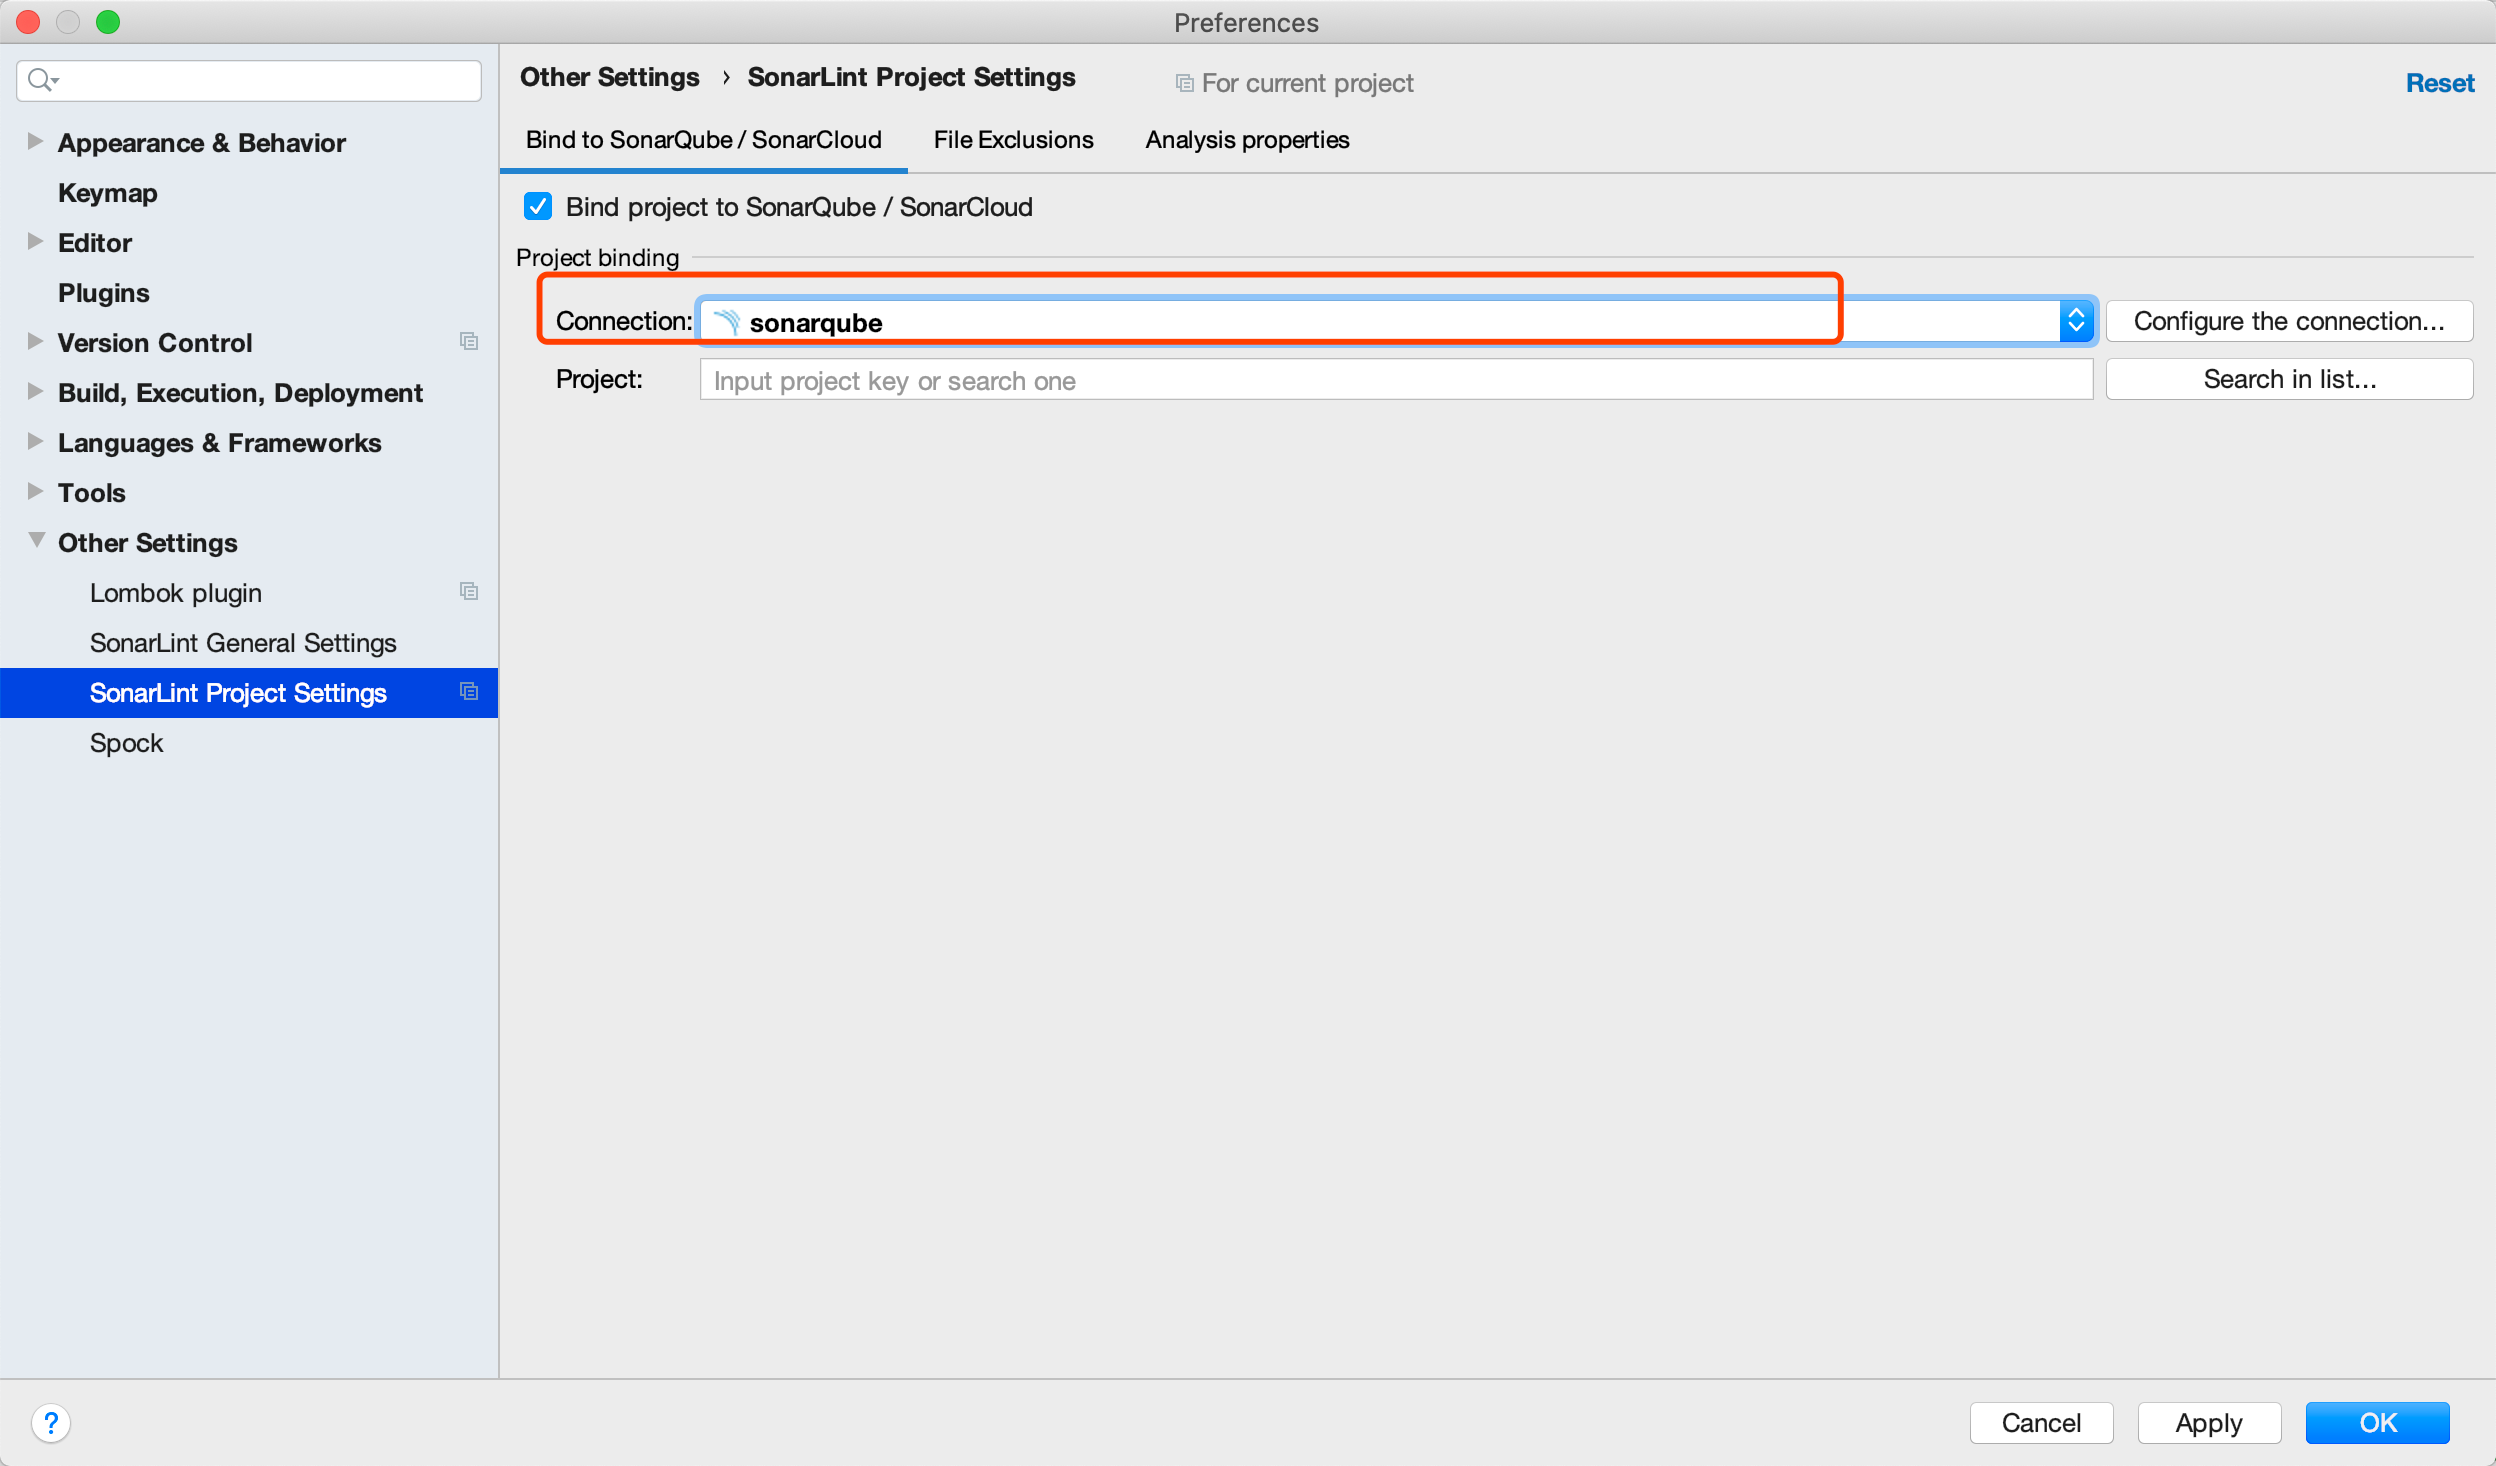 Preferences
Other Settings › SonarLint Project Settings For current project Reset
Bind to SonarQube / SonarCloud File Exclusions Analysis properties
Appearance & Behavior
Keymap
Editor
Plugins
Version Control
Build, Execution, Deployment
Languages & Frameworks
Tools
Other Settings
Lombok plugin
SonarLint General Settings
SonarLint Project Settings
Spock
Bind project to SonarQube / SonarCloud
Project binding
Connection: sonarqube Configure the connection...
Project: Input project key or search one Search in list...
? Cancel Apply OK